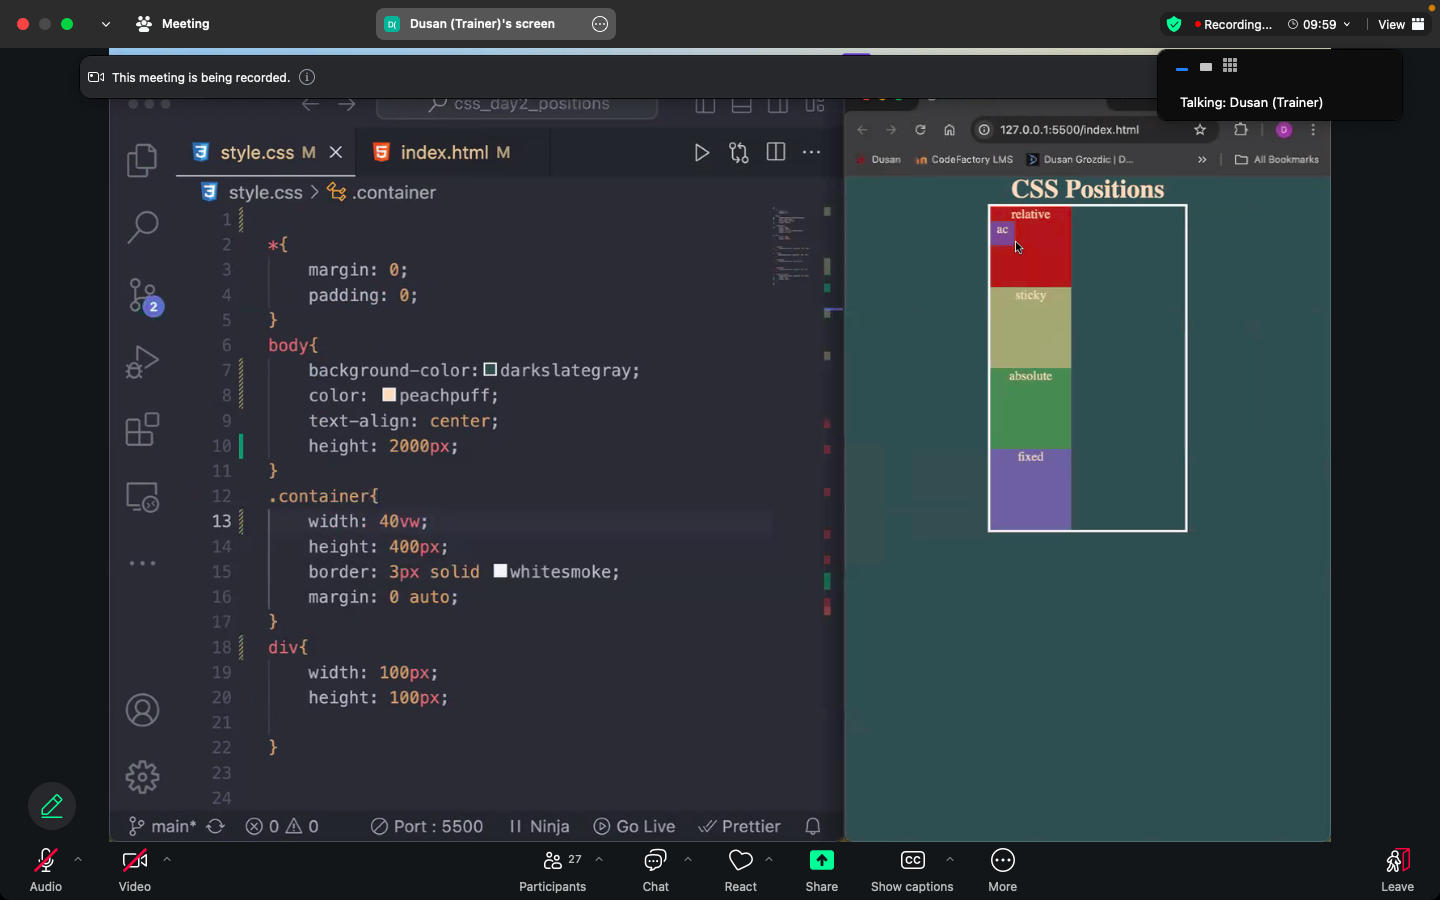 Meeting
D( Dusan (Trainer)'s screen
Recording... 09:59 View
This meeting is being recorded.
Talking: Dusan (Trainer)
css_day2_positions
style.css M
index.html M
style.css > .container
1
2 *{
3 margin: 0;
4 padding: 0;
5 }
6 body{
7 background-color: darkslategray;
8 color: peachpuff;
9 text-align: center;
10 height: 2000px;
11 }
12 .container{
13 width: 40vw;
14 height: 400px;
15 border: 3px solid whitesmoke;
16 margin: 0 auto;
17 }
18 div{
19 width: 100px;
20 height: 100px;
21
22 }
23
24
2
main* 0 0 Port : 5500 Ninja Go Live Prettier
127.0.0.1:5500/index.html
D
Dusan CodeFactory LMS Dusan Grozdic | D... » All Bookmarks
CSS Positions
relative
ac
sticky
absolute
fixed
Audio
Video
27
Participants
Chat
React
Share
CC
Show captions
More
Leave